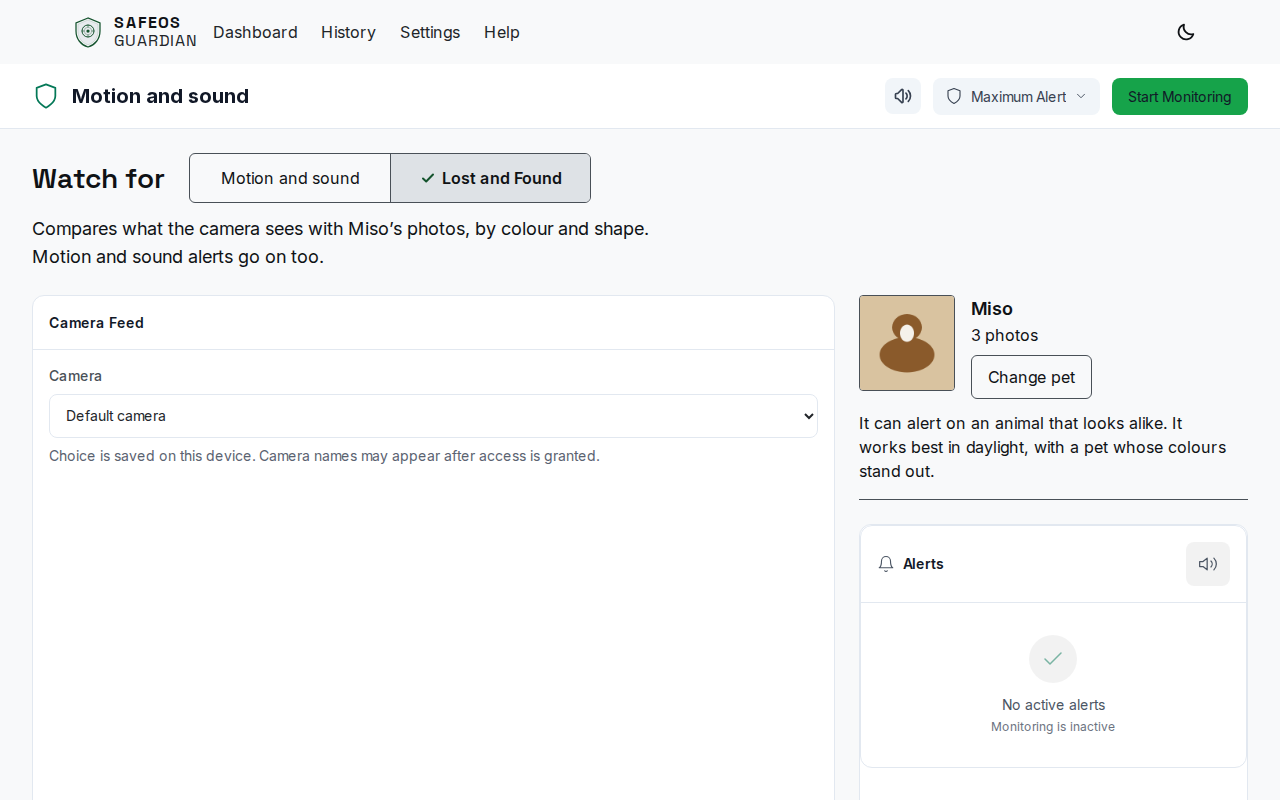 SAFEOS
GUARDIAN
Dashboard
History
Settings
Help
Motion and sound
Maximum Alert
Start Monitoring
Watch for
Motion and sound
Lost and Found
Compares what the camera sees with Miso’s photos, by colour and shape.
Motion and sound alerts go on too.
Camera Feed
Camera
Default camera
Choice is saved on this device. Camera names may appear after access is granted.
Miso
3 photos
Change pet
It can alert on an animal that looks alike. It
works best in daylight, with a pet whose colours
stand out.
Alerts
No active alerts
Monitoring is inactive